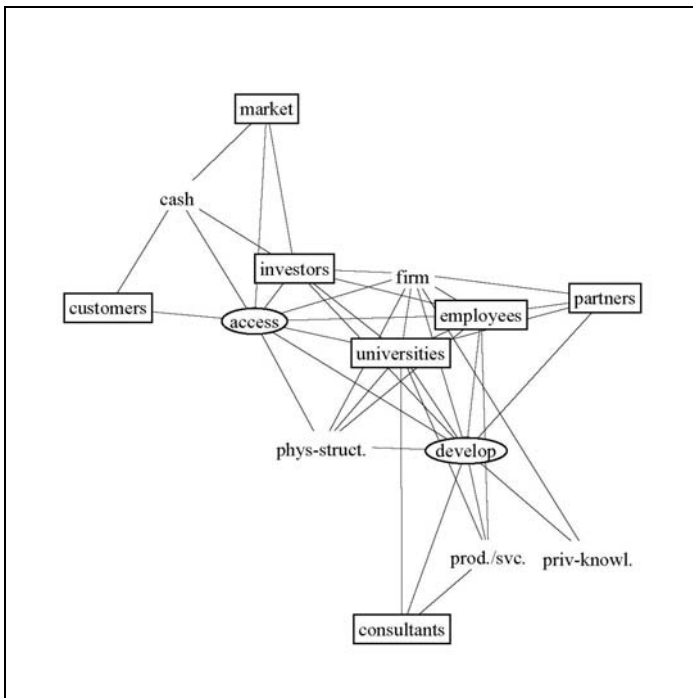 market
cash
investors
firm
customers
access
employees
partners
universities
phys-struct.
develop
prod./svc.
priv-knowl.
consultants